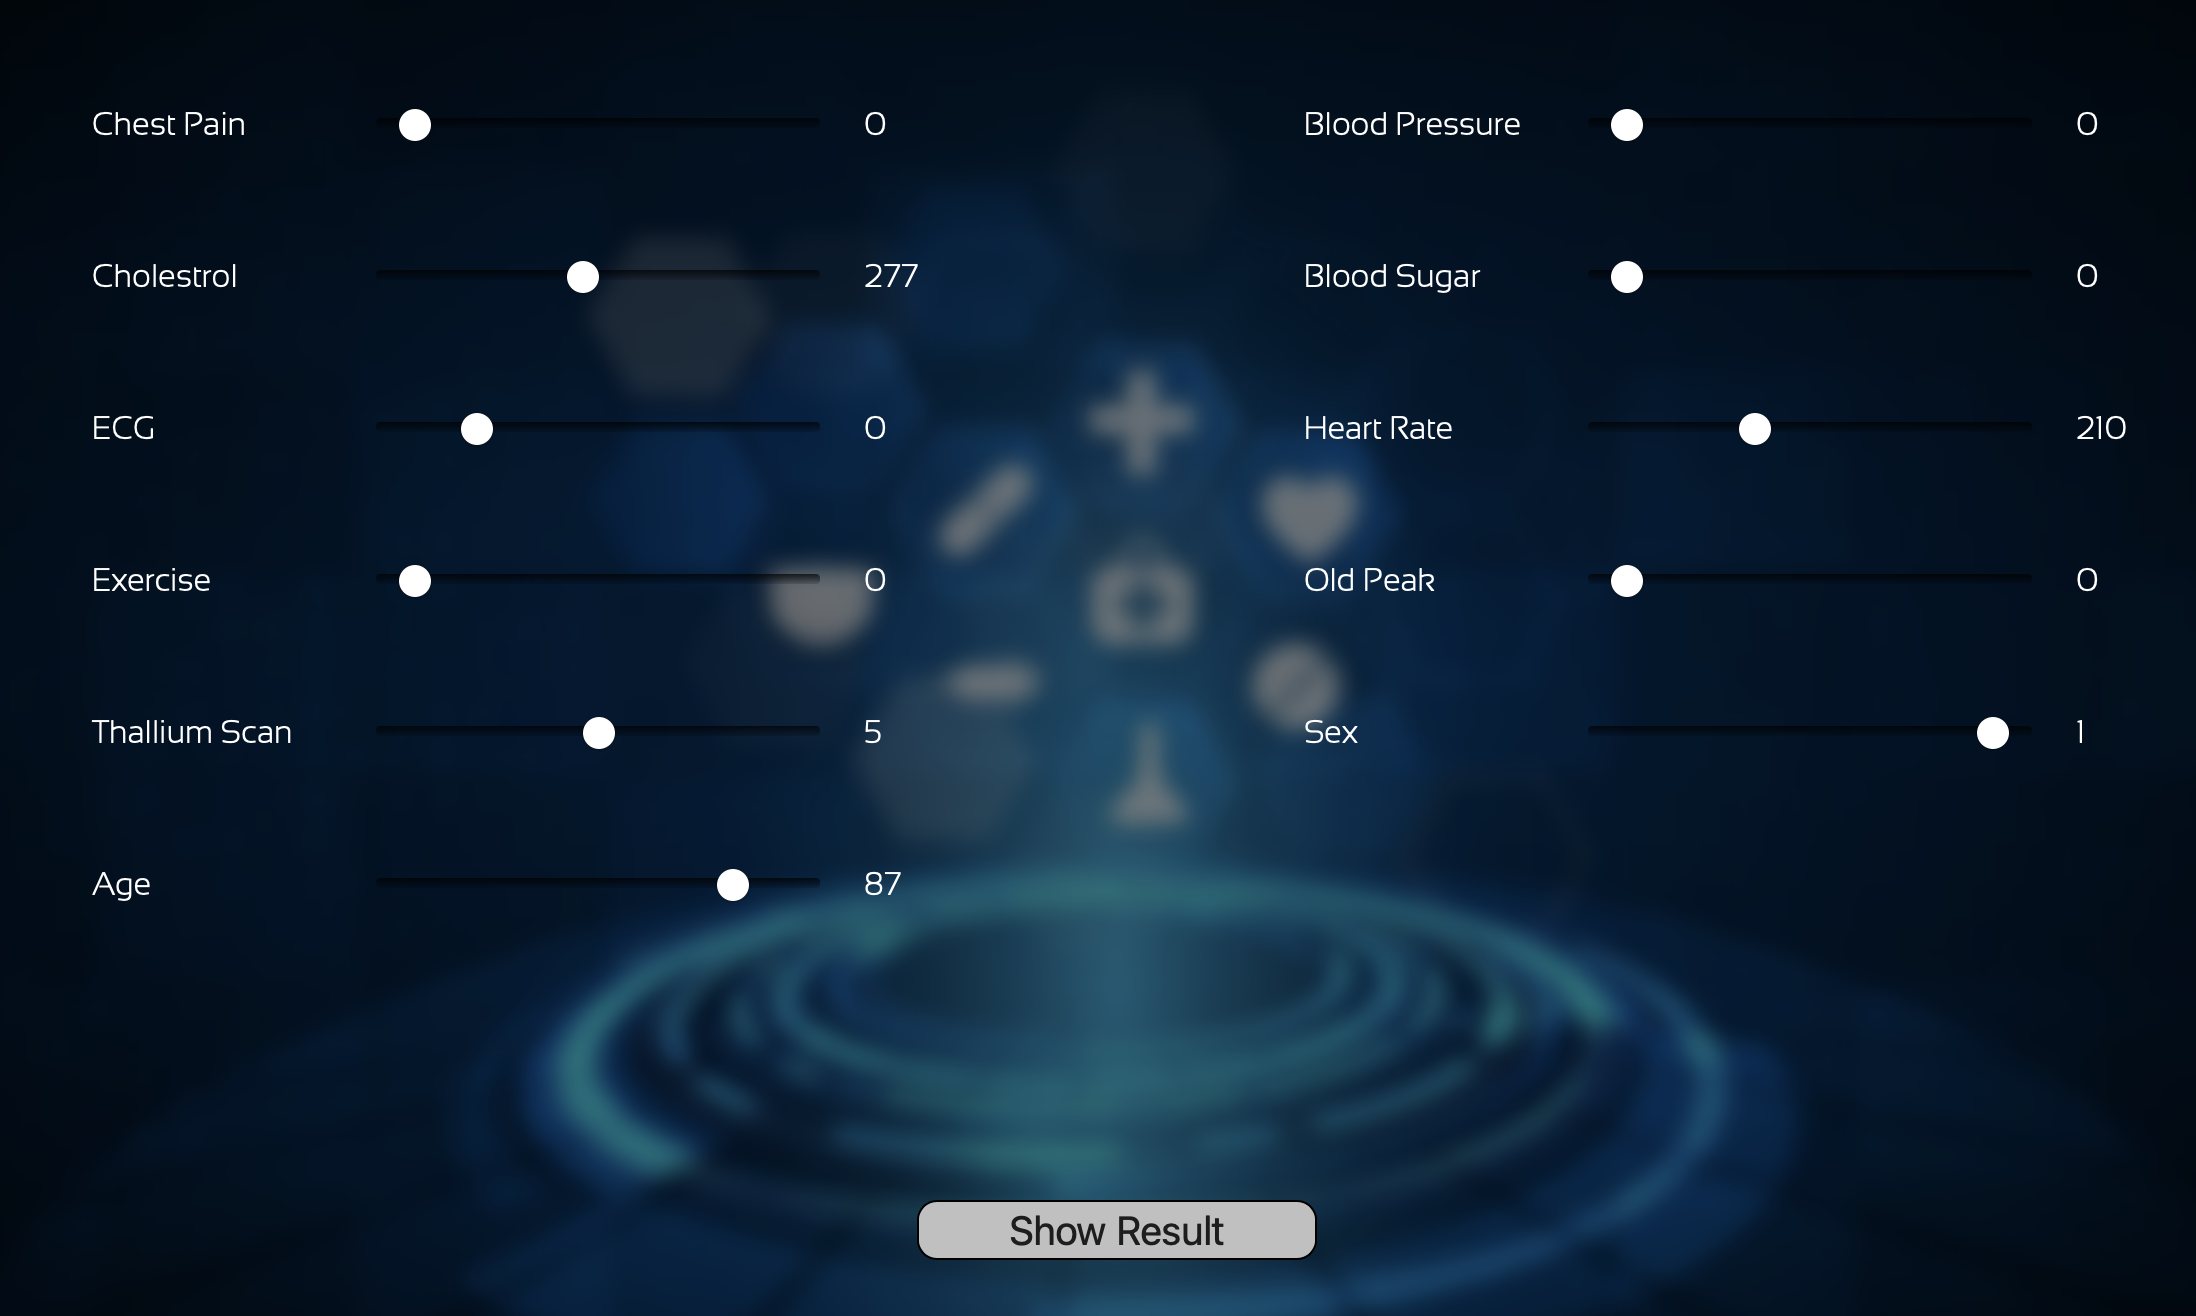 Chest Pain 0 Blood Pressure 0
Cholestrol 277 Blood Sugar 0
ECG 0 Heart Rate 210
Exercise 0 Old Peak 0
Thallium Scan 5 Sex 1
Age 87
Show Result